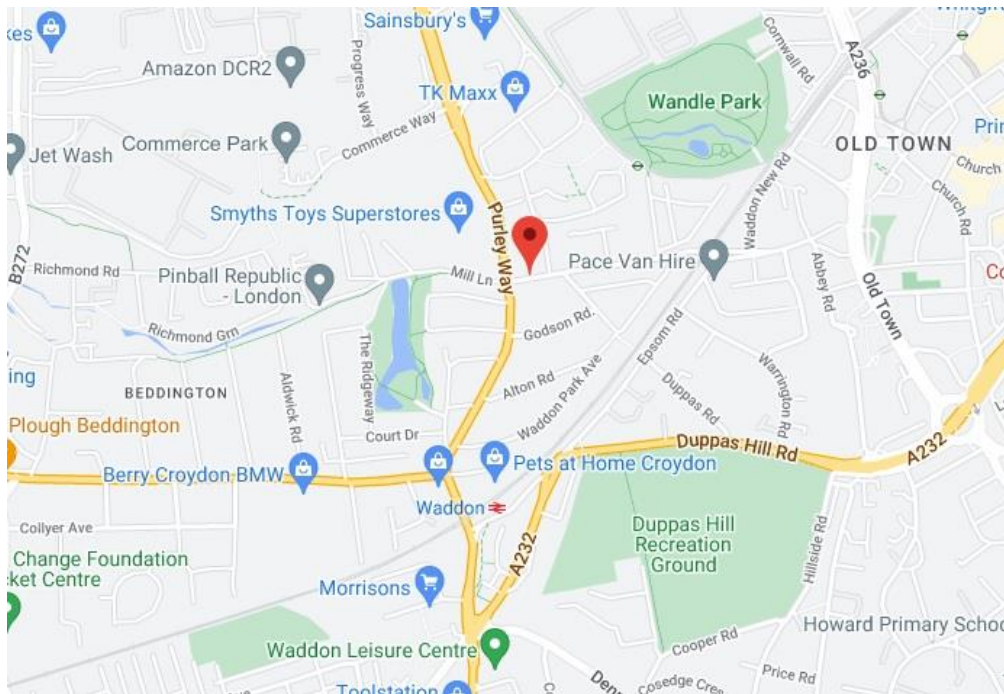 Sainsbury's
Amazon DCR2
Progress Way
TK Maxx
Cornwall Rd
A236
Wandle Park
Commerce Park
Commerce Way
Jet Wash
OLD TOWN
Church
Church Rd
Smyths Toys Superstores
Purley Way
Waddon New Rd
B272
Richmond Rd
Pinball Republic
- London
Mill Ln
Pace Van Hire
Abbey Rd
Old Town
Richmond Grn
The Ridgeway
Godson Rd.
Epsom Rd
Warrington Rd
BEDDINGTON
Aldwick Rd
Alton Rd
Waddon Park Ave
Duppas Rd
Plough Beddington
Court Dr
Duppas Hill Rd
A232
Berry Croydon BMW
Pets at Home Croydon
Waddon
Collyer Ave
A232
Duppas Hill
Recreation
Ground
Hillside Rd
Change Foundation
cket Centre
Morrisons
Waddon Leisure Centre
Cooper Rd
Howard Primary Schoo
Price Rd
Cosedge Cre
Toolstation